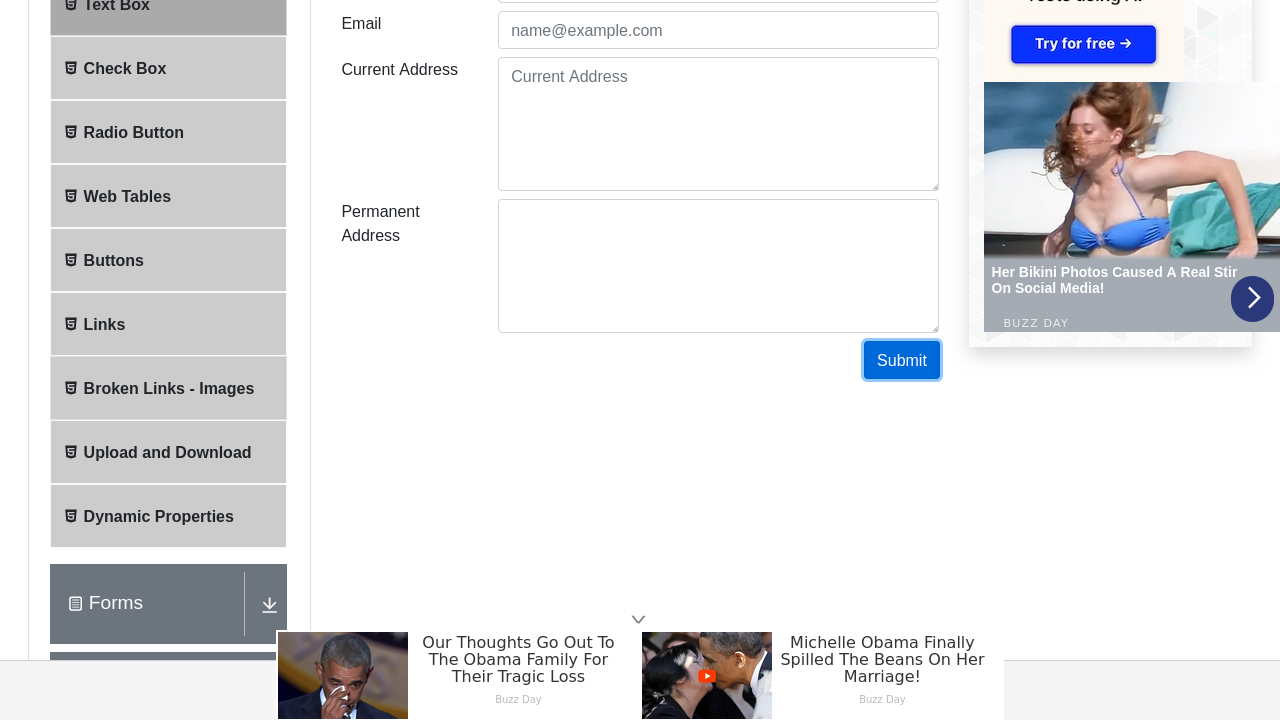 Text Box
Check Box
Radio Button
Web Tables
Buttons
Links
Broken Links - Images
Upload and Download
Dynamic Properties
Forms
Email
name@example.com
Current Address
Current Address
Permanent
Address
Submit
Try for free →
Her Bikini Photos Caused A Real Stir
On Social Media!
BUZZ DAY
Our Thoughts Go Out To
The Obama Family For
Their Tragic Loss
Buzz Day
Michelle Obama Finally
Spilled The Beans On Her
Marriage!
Buzz Day